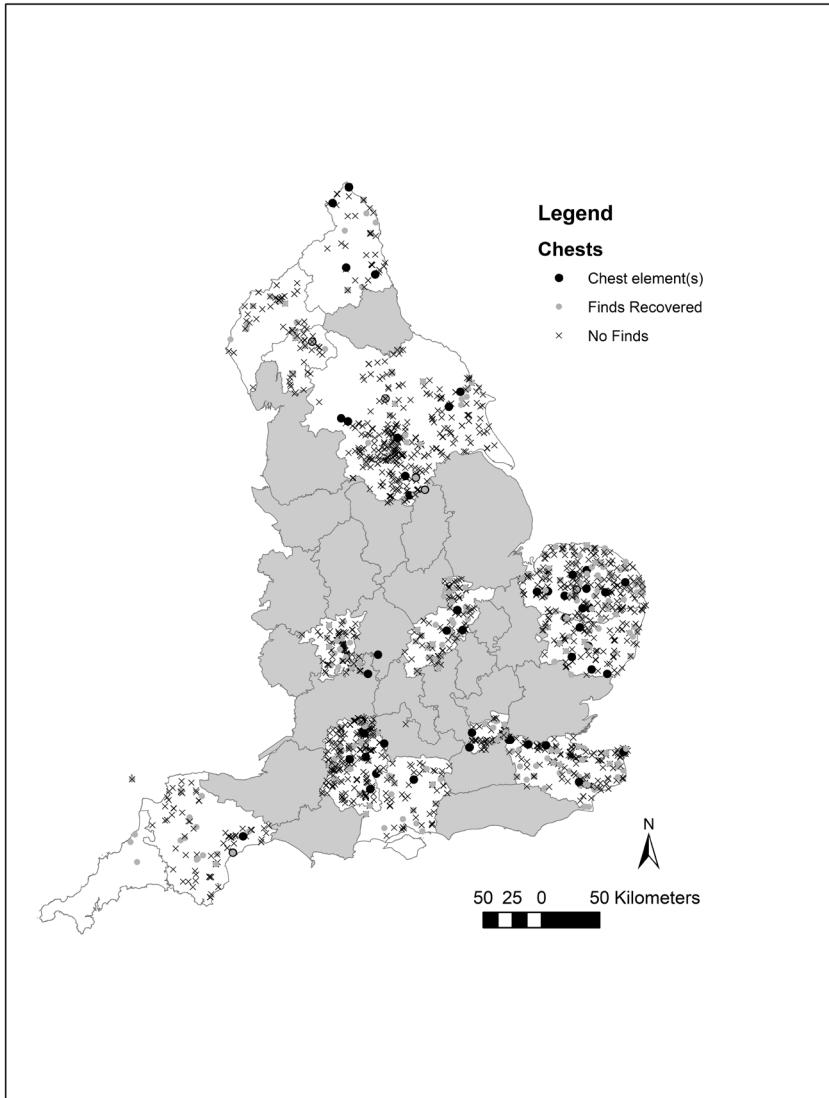 Legend
Chests
Chest element(s)
Finds Recovered
No Finds
N
50 25 0 50 Kilometers